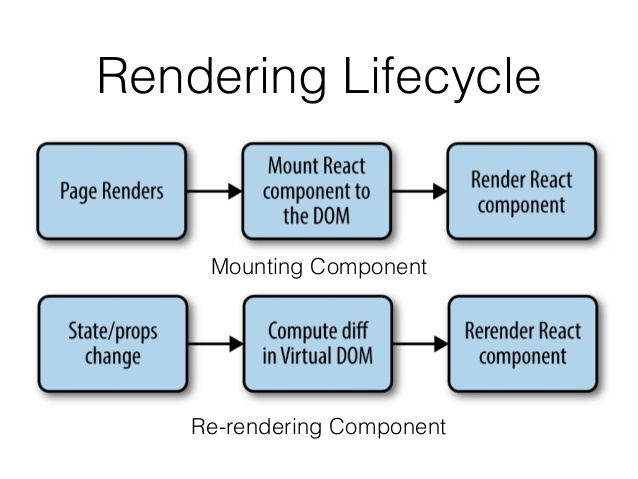 Rendering Lifecycle
Page Renders
Mount React
component to
the DOM
Render React
component
Mounting Component
State/props
change
Compute diff
in Virtual DOM
Rerender React
component
Re-rendering Component